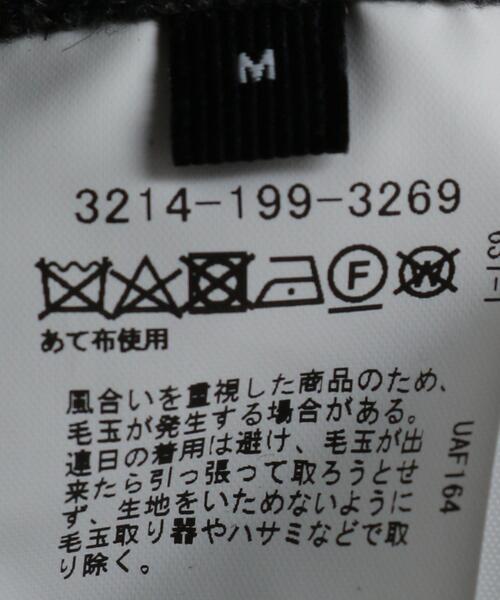 M
3214-199-3269
F
W
あて布使用
風合いを重視した商品のため、
毛玉が発生する場合がある。
連日の着用は避け、毛玉が出
来たら引っ張って取ろうとせ
ず、生地をいためないように
毛玉取り器やハサミなどで取
り除く。
UAF164